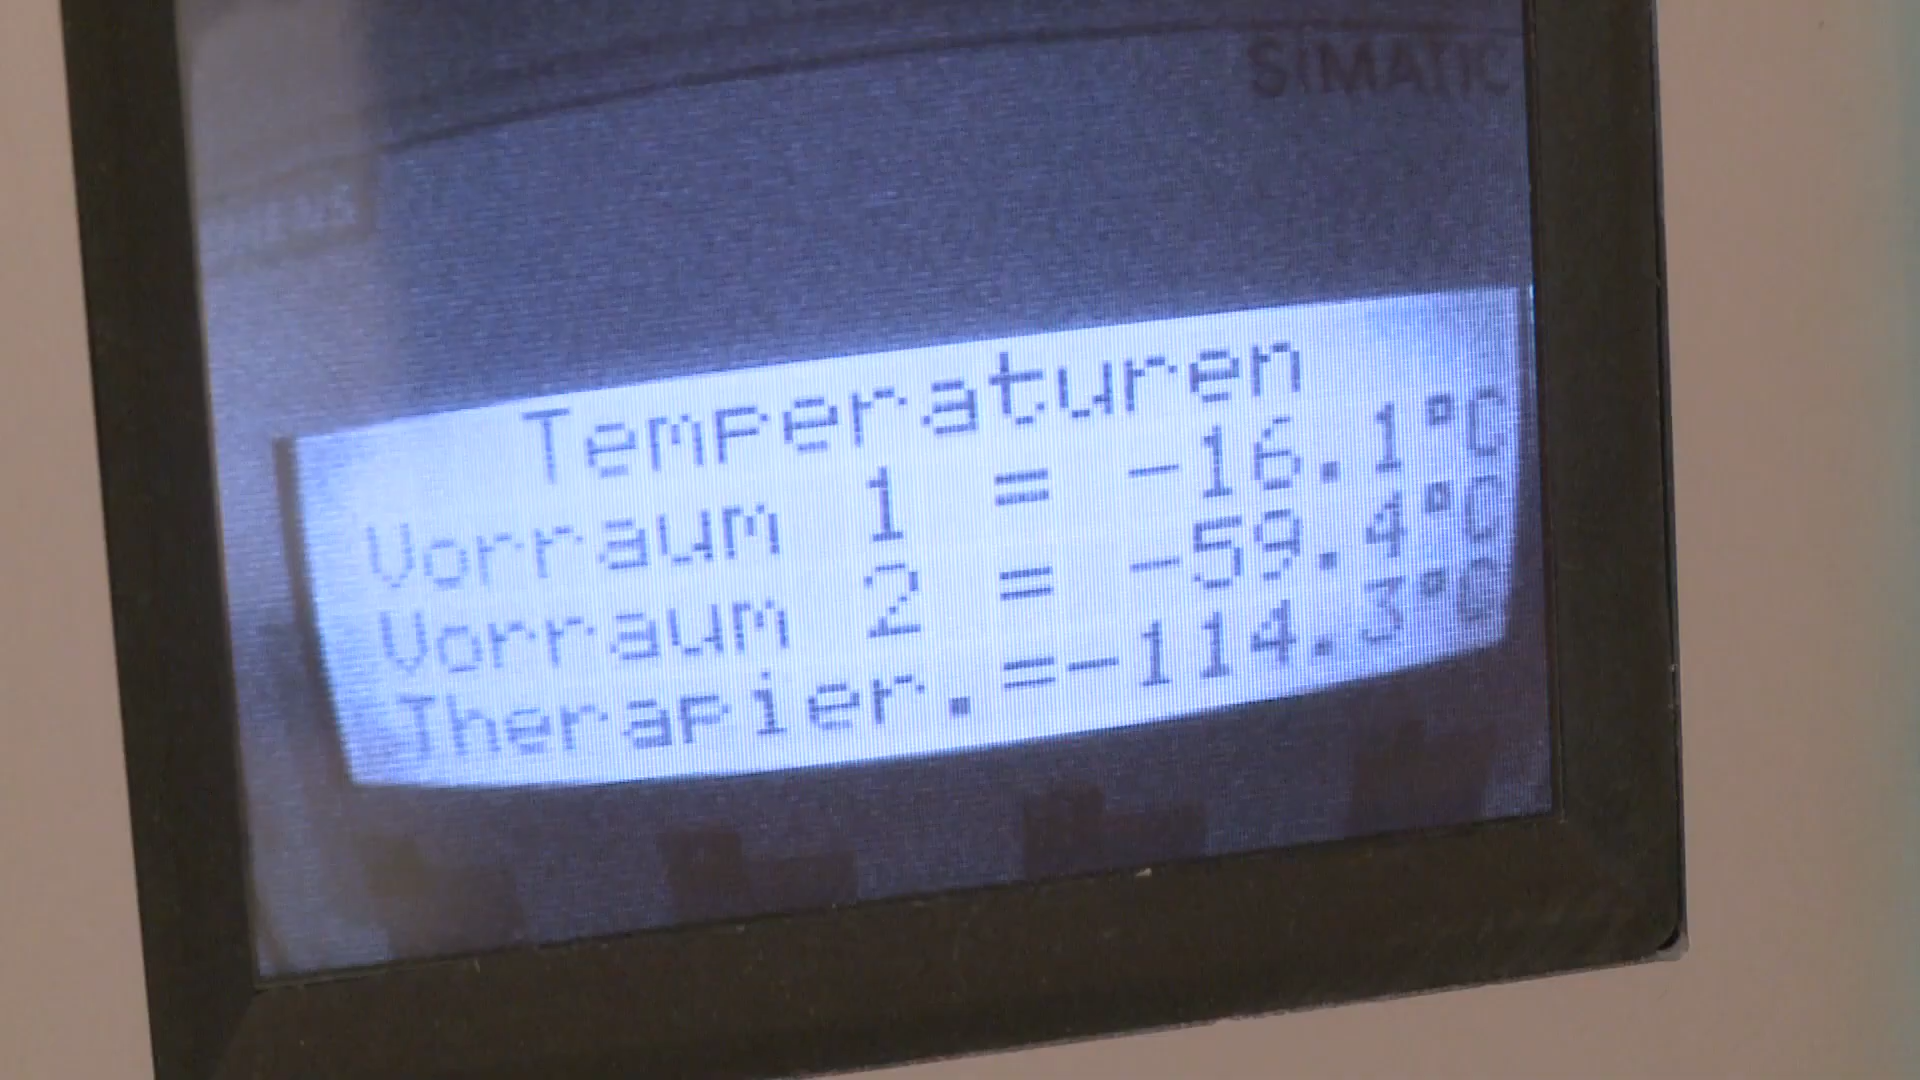 SIMATIC
Temperaturen
Vorraum 1 = -16.1°C
Vorraum 2 = -59.4°C
Therapier.=-114.3°C